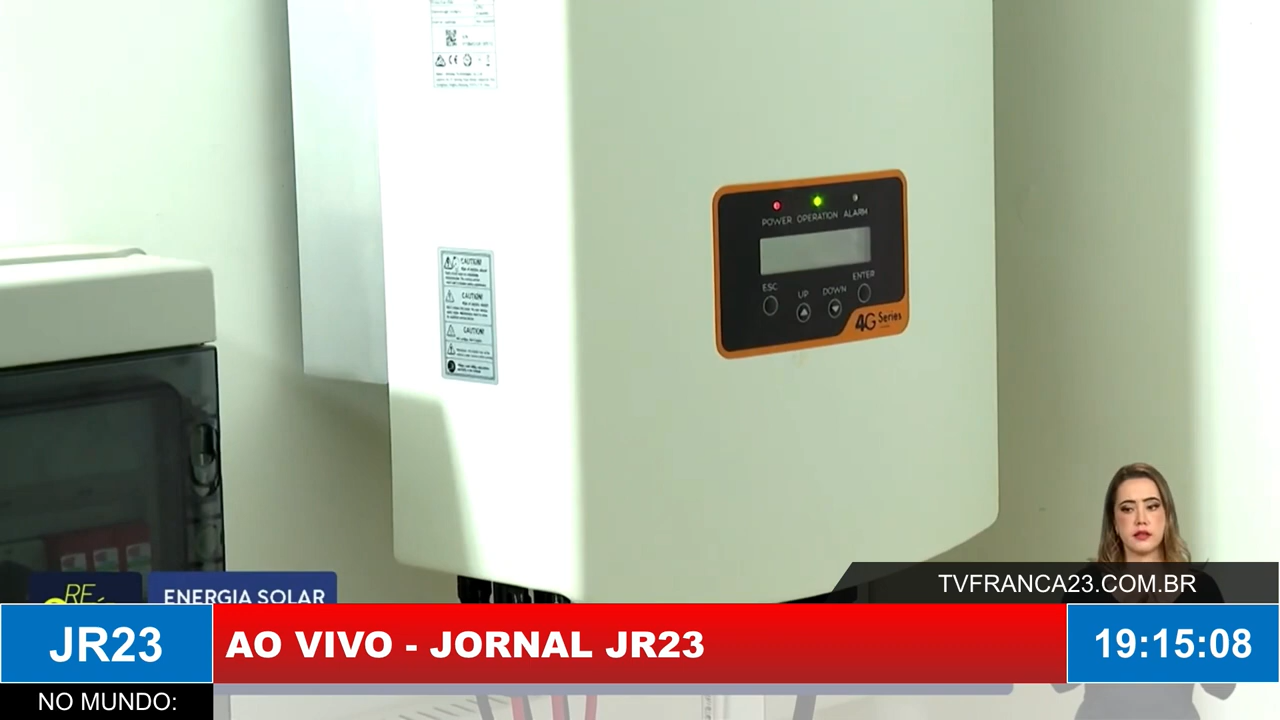 POWER OPERATION ALARM
ESC UP DOWN ENTER
4G Series
CAUTION!
CAUTION!
CAUTION!
RE
ENERGIA SOLAR
TVFRANCA23.COM.BR
JR23
AO VIVO - JORNAL JR23
19:15:08
NO MUNDO: